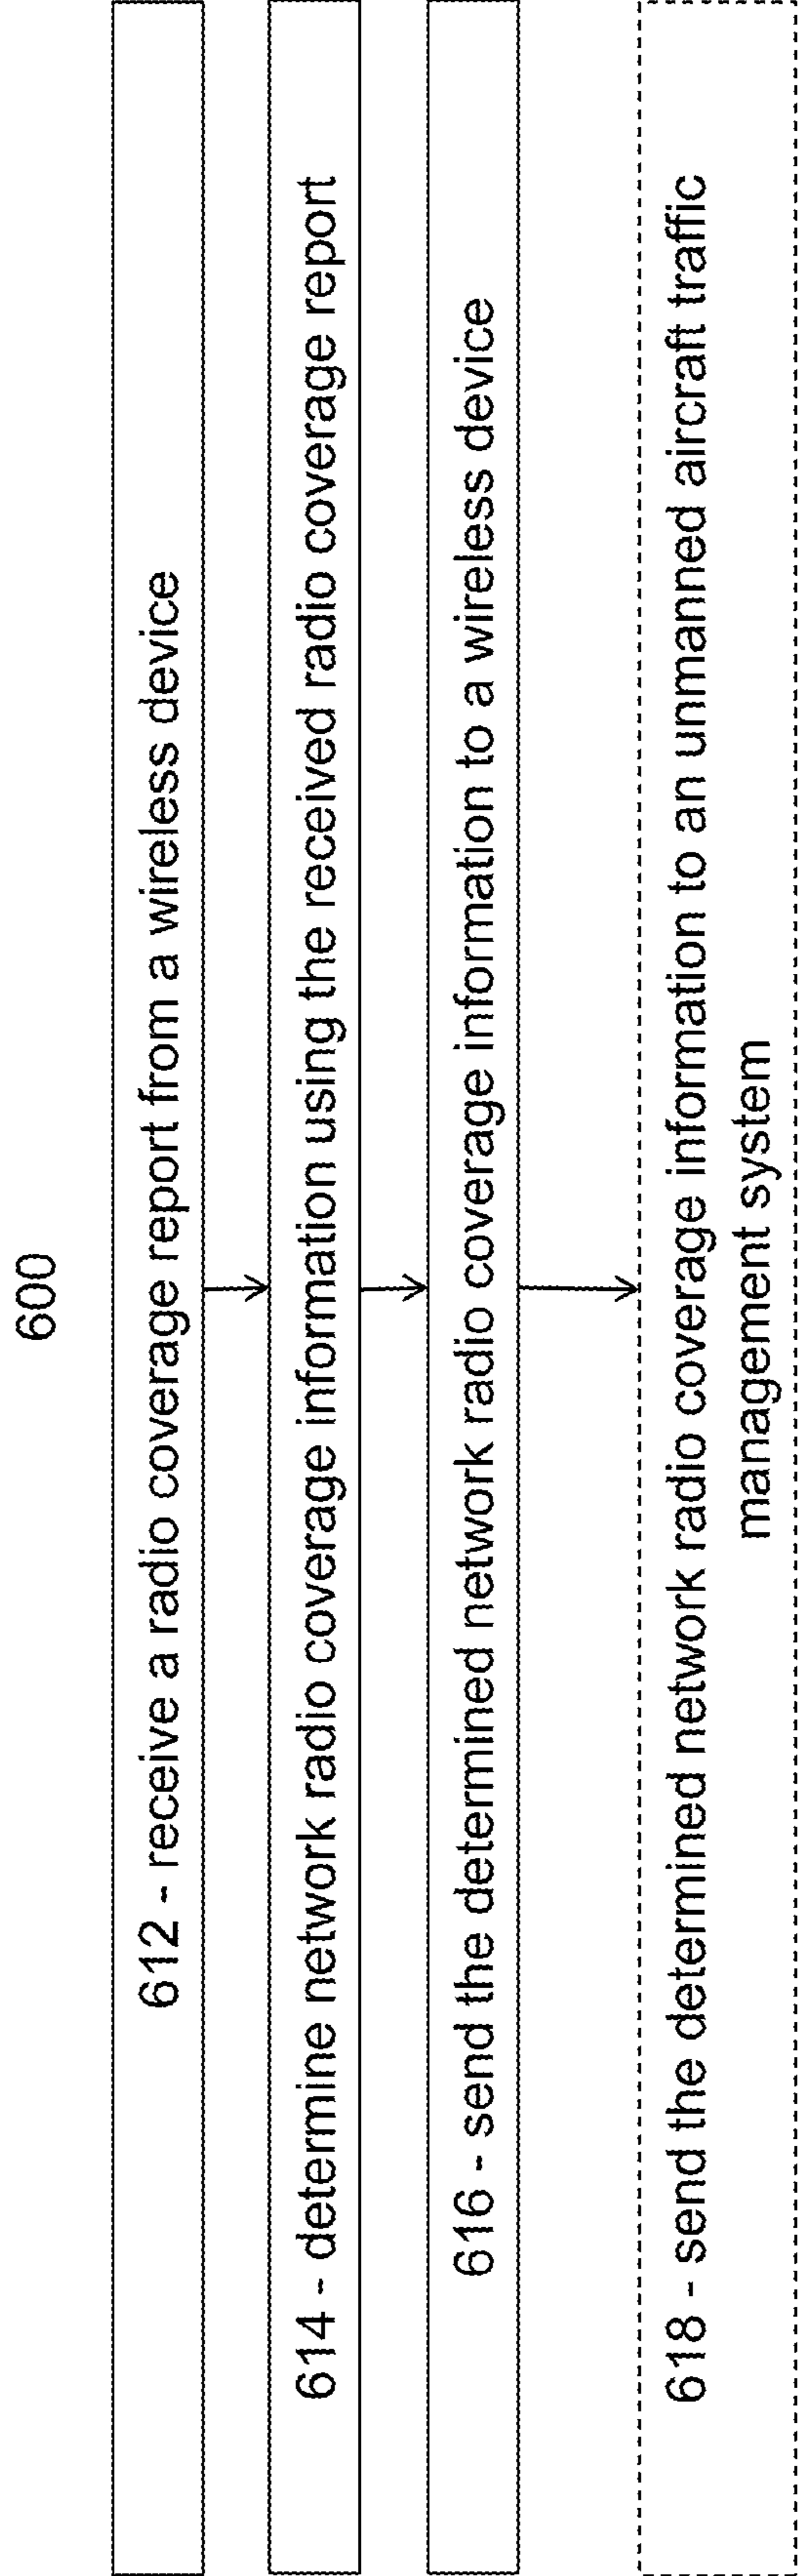 600
612 - receive a radio coverage report from a wireless device
614 - determine network radio coverage information using the received radio coverage report
616 - send the determined network radio coverage information to a wireless device
618 - send the determined network radio coverage information to an unmanned aircraft traffic
management system